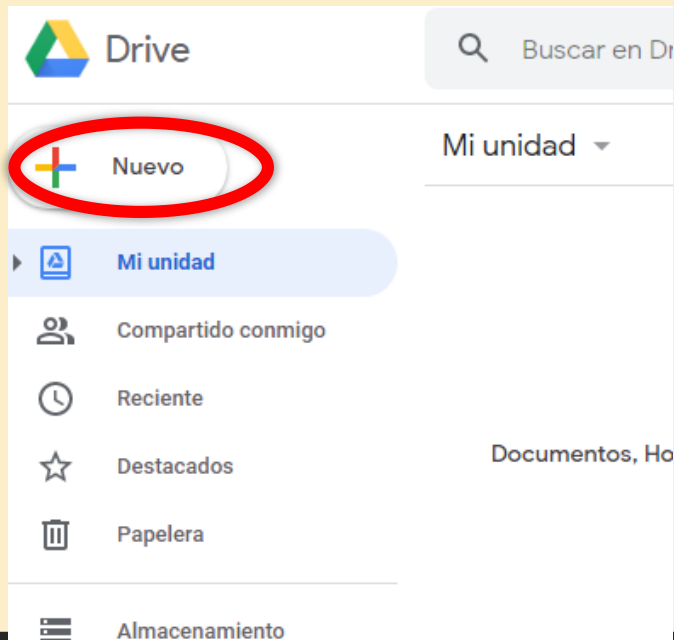 Drive
Buscar en Dr
Nuevo
Mi unidad
Mi unidad
Compartido conmigo
Reciente
Destacados
Documentos, Ho
Papelera
Almacenamiento